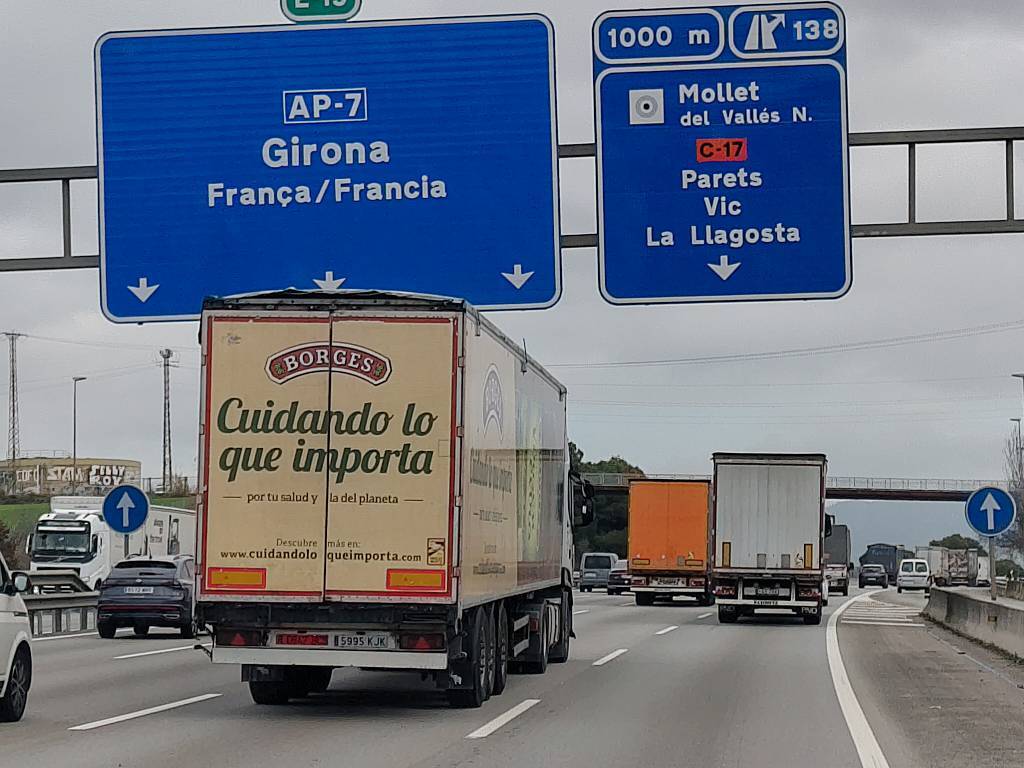 E-15
AP-7
Girona
França/Francia
1000 m
138
Mollet
del Vallés N.
C-17
Parets
Vic
La Llagosta
BORGES
Cuidando lo
que importa
por tu salud y la del planeta
Descubre más en:
www.cuidandoloqueimporta.com
5995 KJK